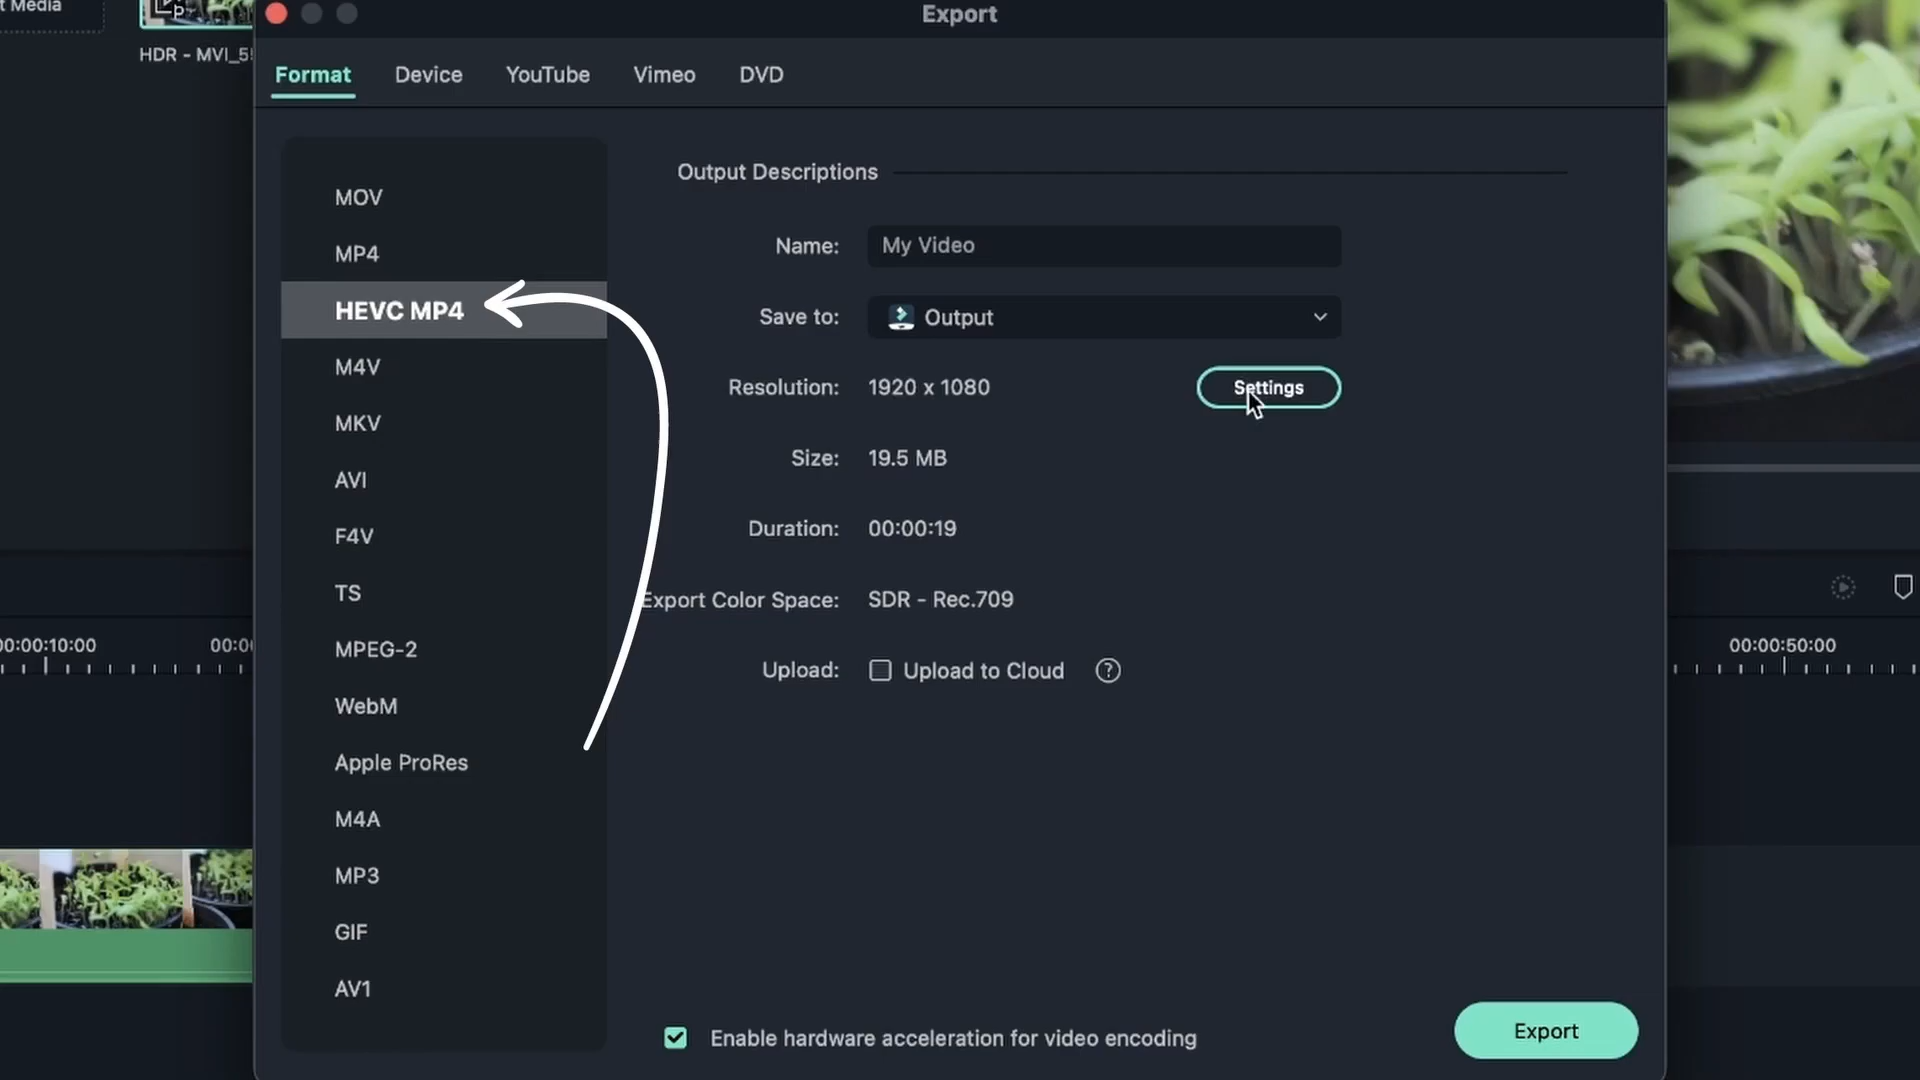 t Media
HDR - MVI_5
Export
Format Device YouTube Vimeo DVD
MOV
MP4
HEVC MP4
M4V
MKV
AVI
F4V
TS
MPEG-2
WebM
Apple ProRes
M4A
MP3
GIF
AV1
Output Descriptions
Name: My Video
Save to: Output
Resolution: 1920 x 1080 Settings
Size: 19.5 MB
Duration: 00:00:19
Export Color Space: SDR - Rec.709
Upload: Upload to Cloud ?
Enable hardware acceleration for video encoding
Export
00:00:10:00 00:0
00:00:50:00